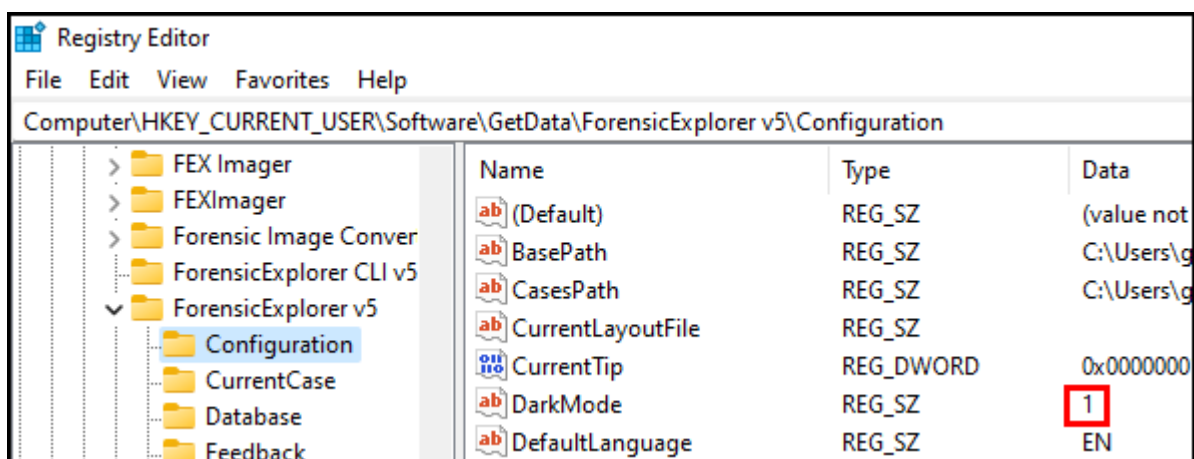 Registry Editor
File Edit View Favorites Help
Computer\HKEY_CURRENT_USER\Software\GetData\ForensicExplorer v5\Configuration
FEX Imager
FEXImager
Forensic Image Conver
ForensicExplorer CLI v5
ForensicExplorer v5
Configuration
CurrentCase
Database
Feedback
Name Type Data
(Default) REG_SZ (value not
BasePath REG_SZ C:\Users\g
CasesPath REG_SZ C:\Users\g
CurrentLayoutFile REG_SZ
CurrentTip REG_DWORD 0x0000000
DarkMode REG_SZ 1
DefaultLanguage REG_SZ EN